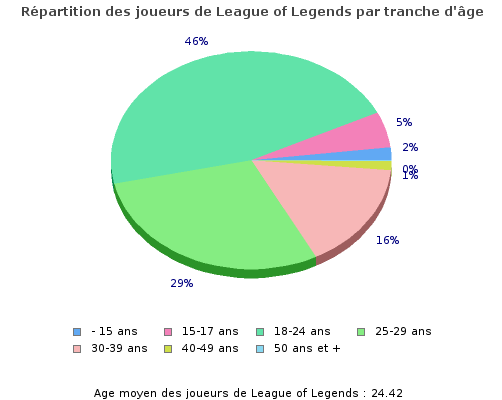 Répartition des joueurs de League of Legends par tranche d'âge
46%
5%
2%
0%
1%
16%
29%
- 15 ans 15-17 ans 18-24 ans 25-29 ans
30-39 ans 40-49 ans 50 ans et +
Age moyen des joueurs de League of Legends : 24.42